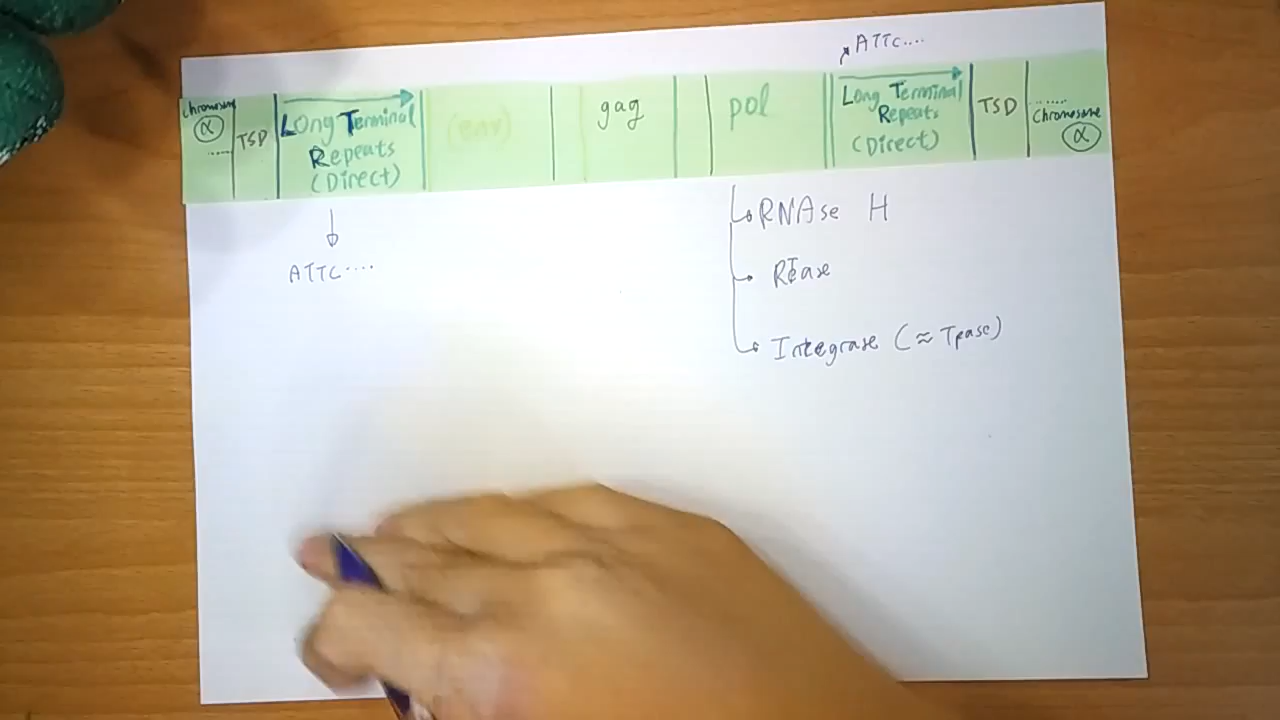 ATTC....
chromosome
α
......
TSD
Long Terminal
Repeats
(Direct)
(env)
gag
pol
Long Terminal
Repeats
(Direct)
TSD
......
Chromosome
α
ATTC....
RNAse H
RTase
Integrase (≈ Tpase)